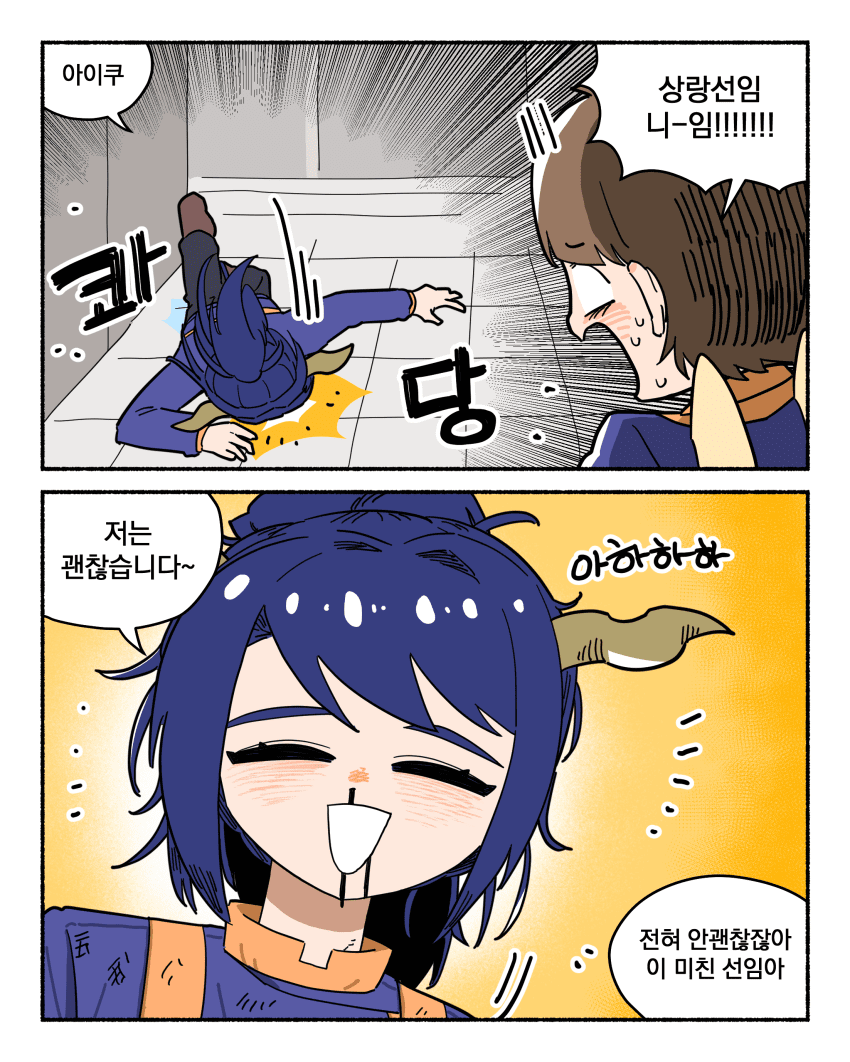 아이쿠
상랑선임
니-임!!!!!!!
콰
당
저는
괜찮습니다~
아하하하
전혀 안괜찮잖아
이 미친 선임아